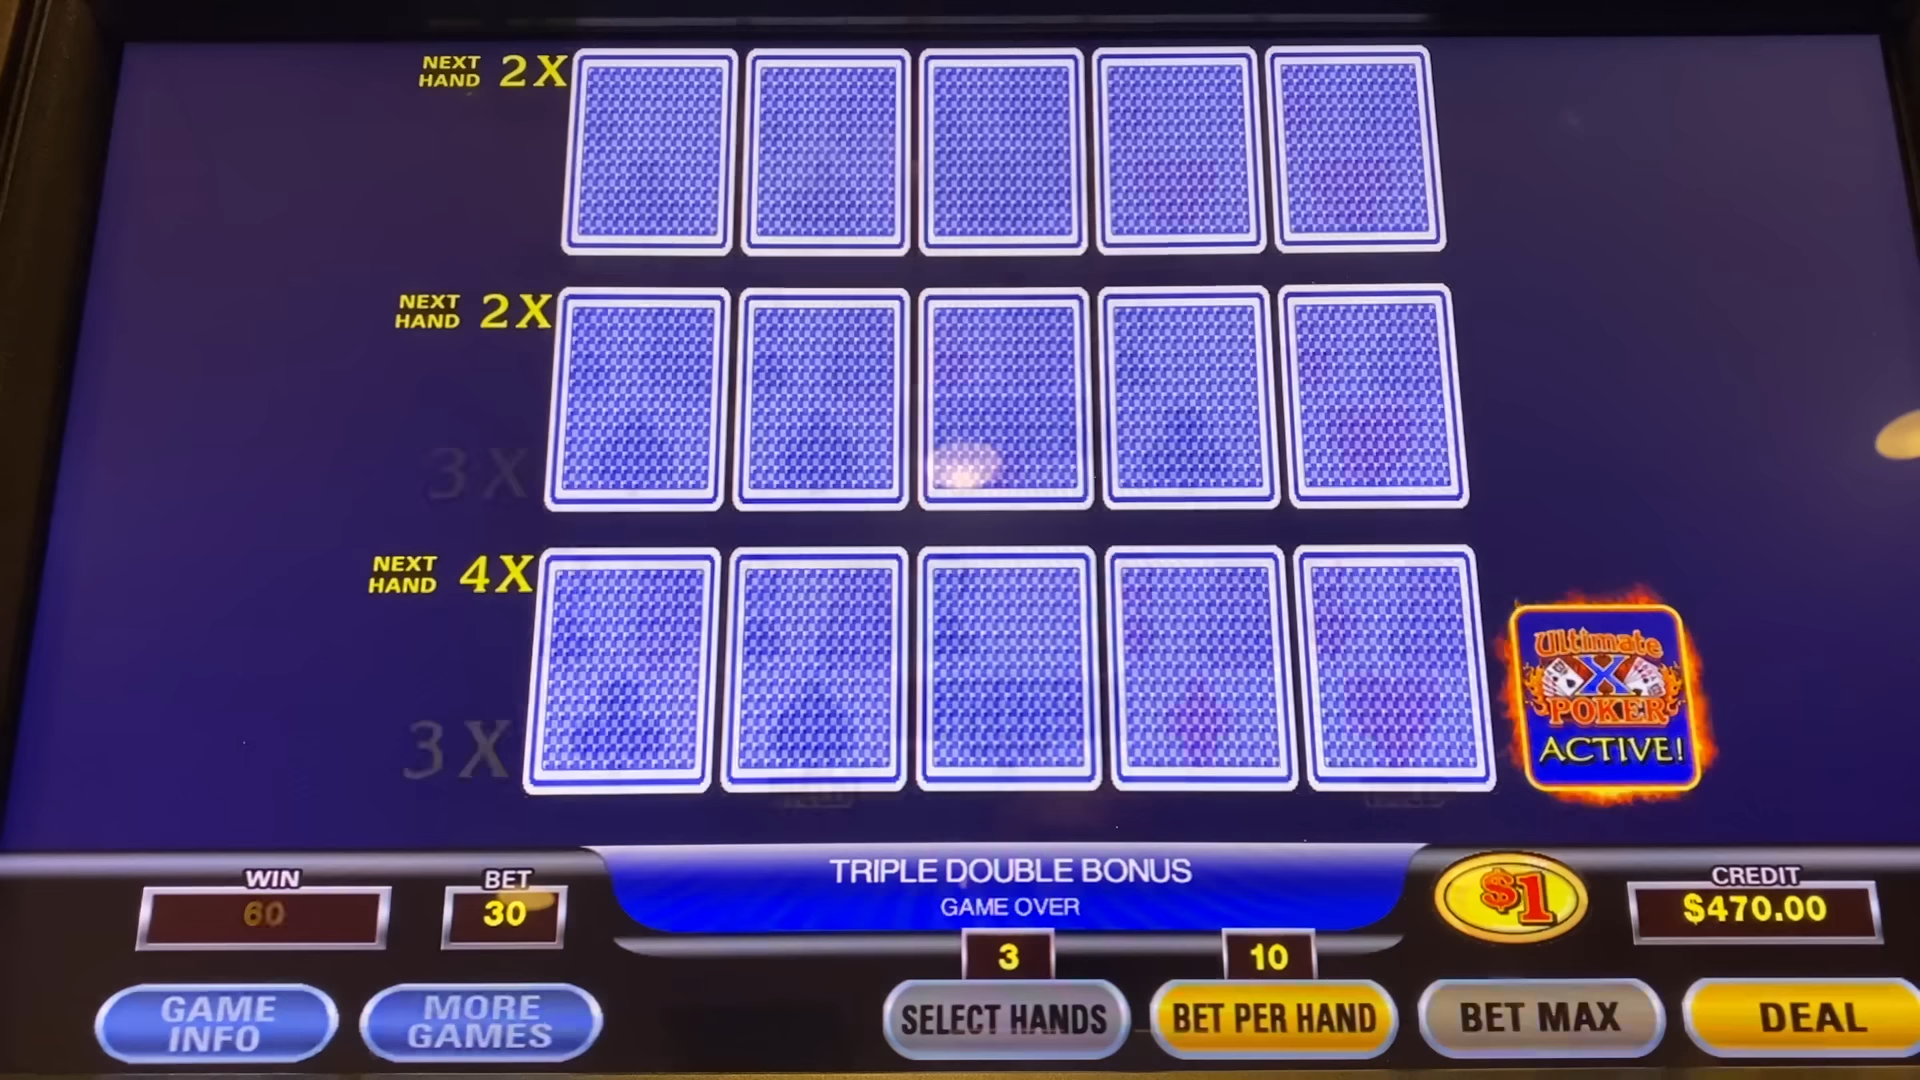 NEXT
HAND 2X
NEXT
HAND 2X
3X
NEXT
HAND 4X
3X
Ultimate
X
POKER
ACTIVE!
WIN
60
BET
30
TRIPLE DOUBLE BONUS
GAME OVER
$1
CREDIT
$470.00
3
10
GAME
INFO
MORE
GAMES
SELECT HANDS
BET PER HAND
BET MAX
DEAL